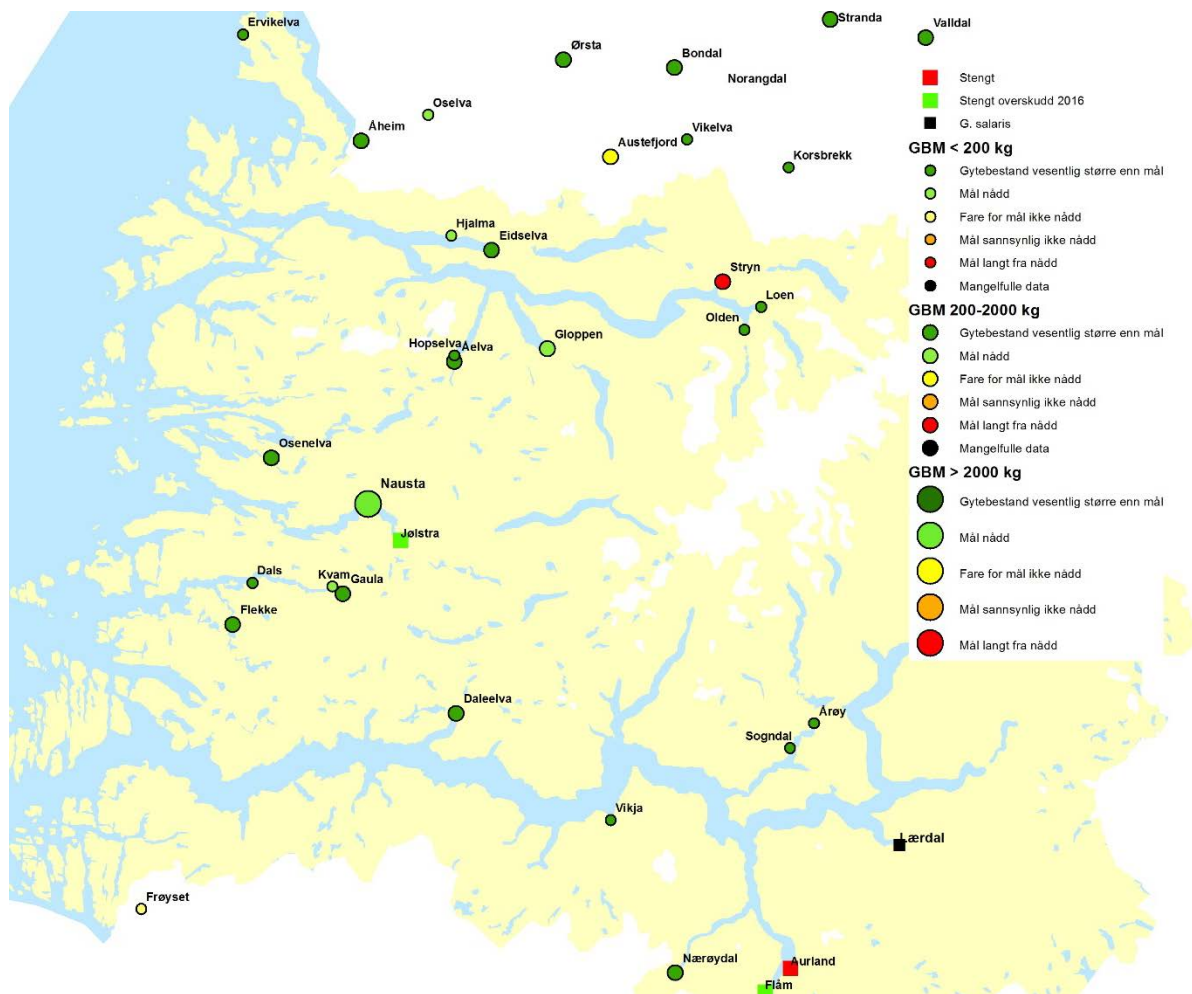 Ervikelva
Stranda
Valldal
Ørsta
Bondal
Norangdal
Oselva
Åheim
Austefjord
Vikelva
Korsbrekk
Hjalma
Eidselva
Stryn
Loen
Olden
Hopselva
Aelva
Gloppen
Osenelva
Nausta
Jølstra
Dals
Kvam
Gaula
Flekke
Daleelva
Årøy
Sogndal
Vikja
Lærdal
Frøyset
Nærøydal
Aurland
Flåm
Stengt
Stengt overskudd 2016
G. salaris
GBM < 200 kg
Gytebestand vesentlig større enn mål
Mål nådd
Fare for mål ikke nådd
Mål sannsynlig ikke nådd
Mål langt fra nådd
Mangelfulle data
GBM 200-2000 kg
Gytebestand vesentlig større enn mål
Mål nådd
Fare for mål ikke nådd
Mål sannsynlig ikke nådd
Mål langt fra nådd
Mangelfulle data
GBM > 2000 kg
Gytebestand vesentlig større enn mål
Mål nådd
Fare for mål ikke nådd
Mål sannsynlig ikke nådd
Mål langt fra nådd